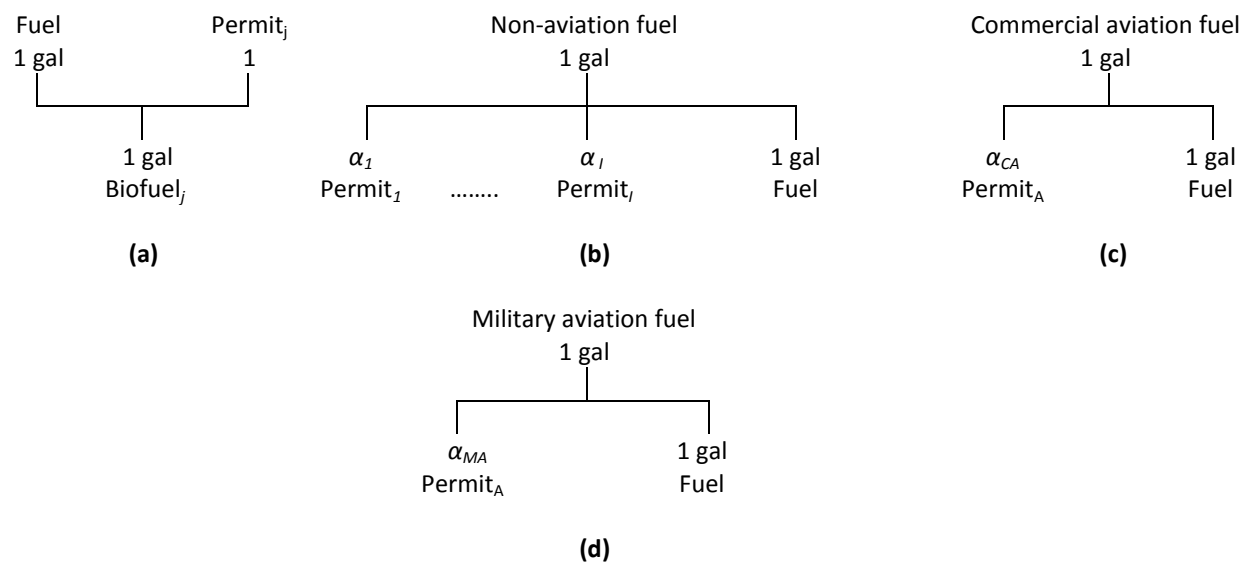 Fuel Permitj Non-aviation fuel Commercial aviation fuel
1 gal 1 1 gal 1 gal
1 gal α1 αI 1 gal αCA 1 gal
Biofuelj Permit1 …….. PermitI Fuel PermitA Fuel
(a) (b) (c)
Military aviation fuel
1 gal
αMA 1 gal
PermitA Fuel
(d)